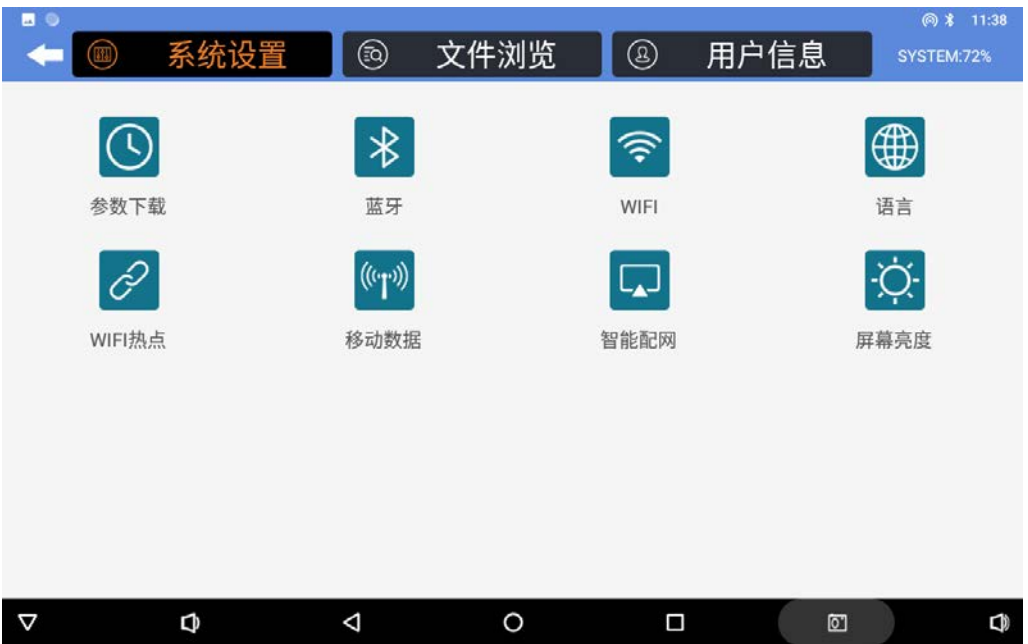 11:38
系统设置 文件浏览 用户信息 SYSTEM:72%
参数下载 蓝牙 WIFI 语言
WIFI热点 移动数据 智能配网 屏幕亮度